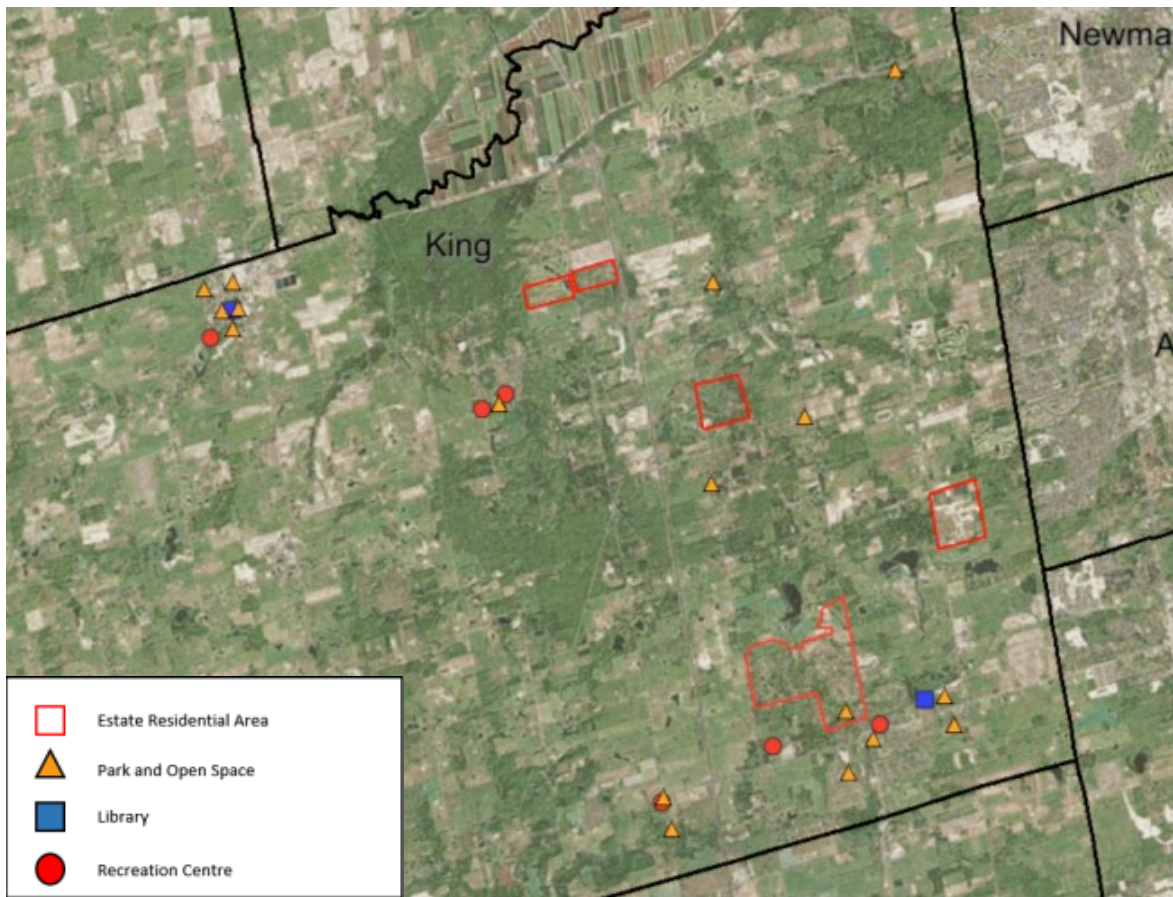 Newma
King
A
Estate Residential Area
Park and Open Space
Library
Recreation Centre